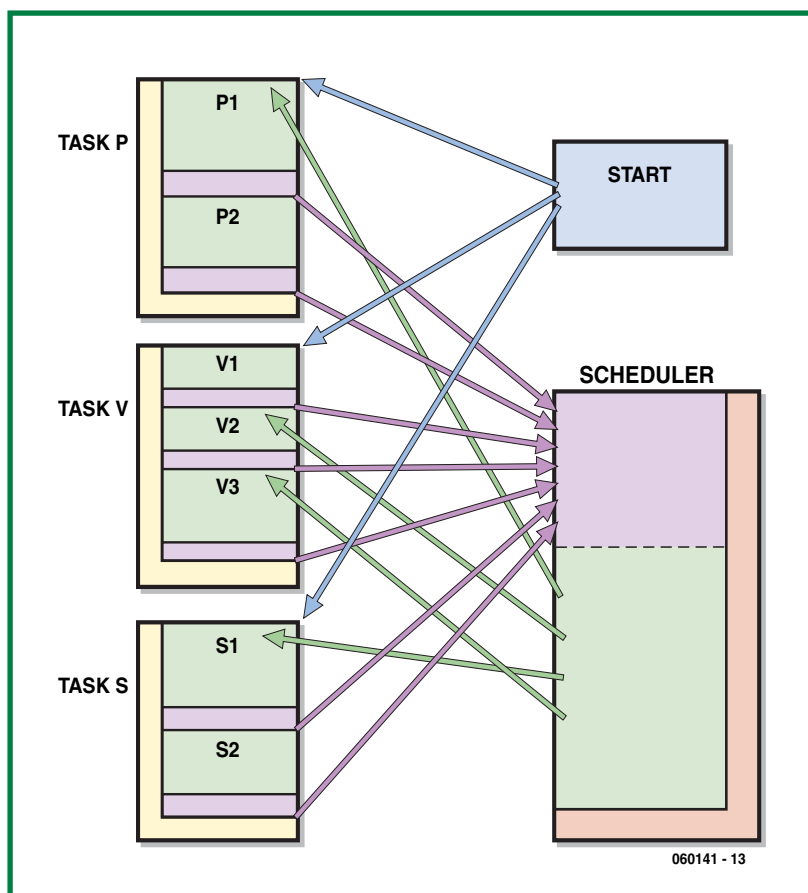 TASK P
P1
P2
START
TASK V
V1
V2
V3
SCHEDULER
TASK S
S1
S2
060141 - 13